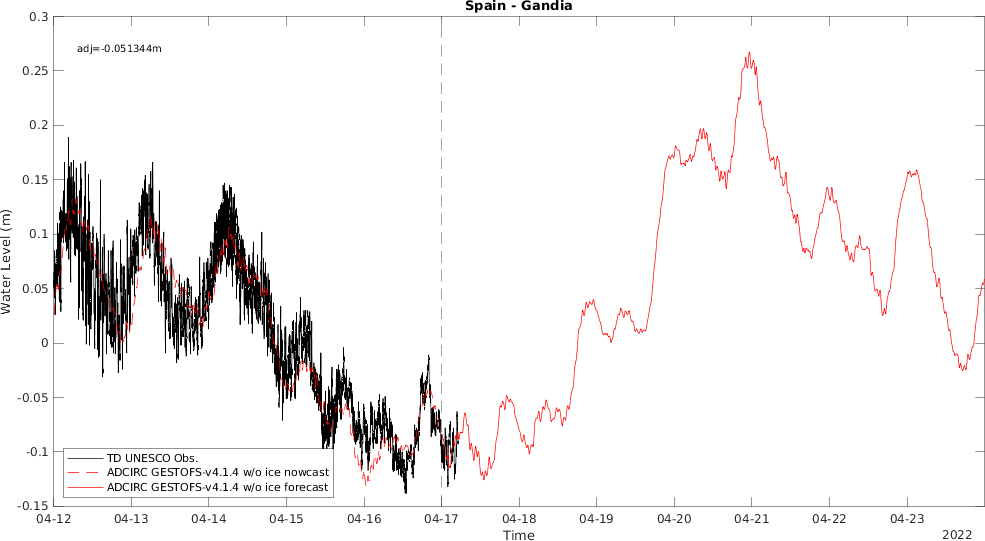 Spain - Gandia
adj=-0.051344m
0.3
0.25
0.2
0.15
0.1
0.05
0
-0.05
-0.1
-0.15
Water Level (m)
TD UNESCO Obs.
ADCIRC GESTOFS-v4.1.4 w/o ice nowcast
ADCIRC GESTOFS-v4.1.4 w/o ice forecast
04-12 04-13 04-14 04-15 04-16 04-17 04-18 04-19 04-20 04-21 04-22 04-23
Time
2022